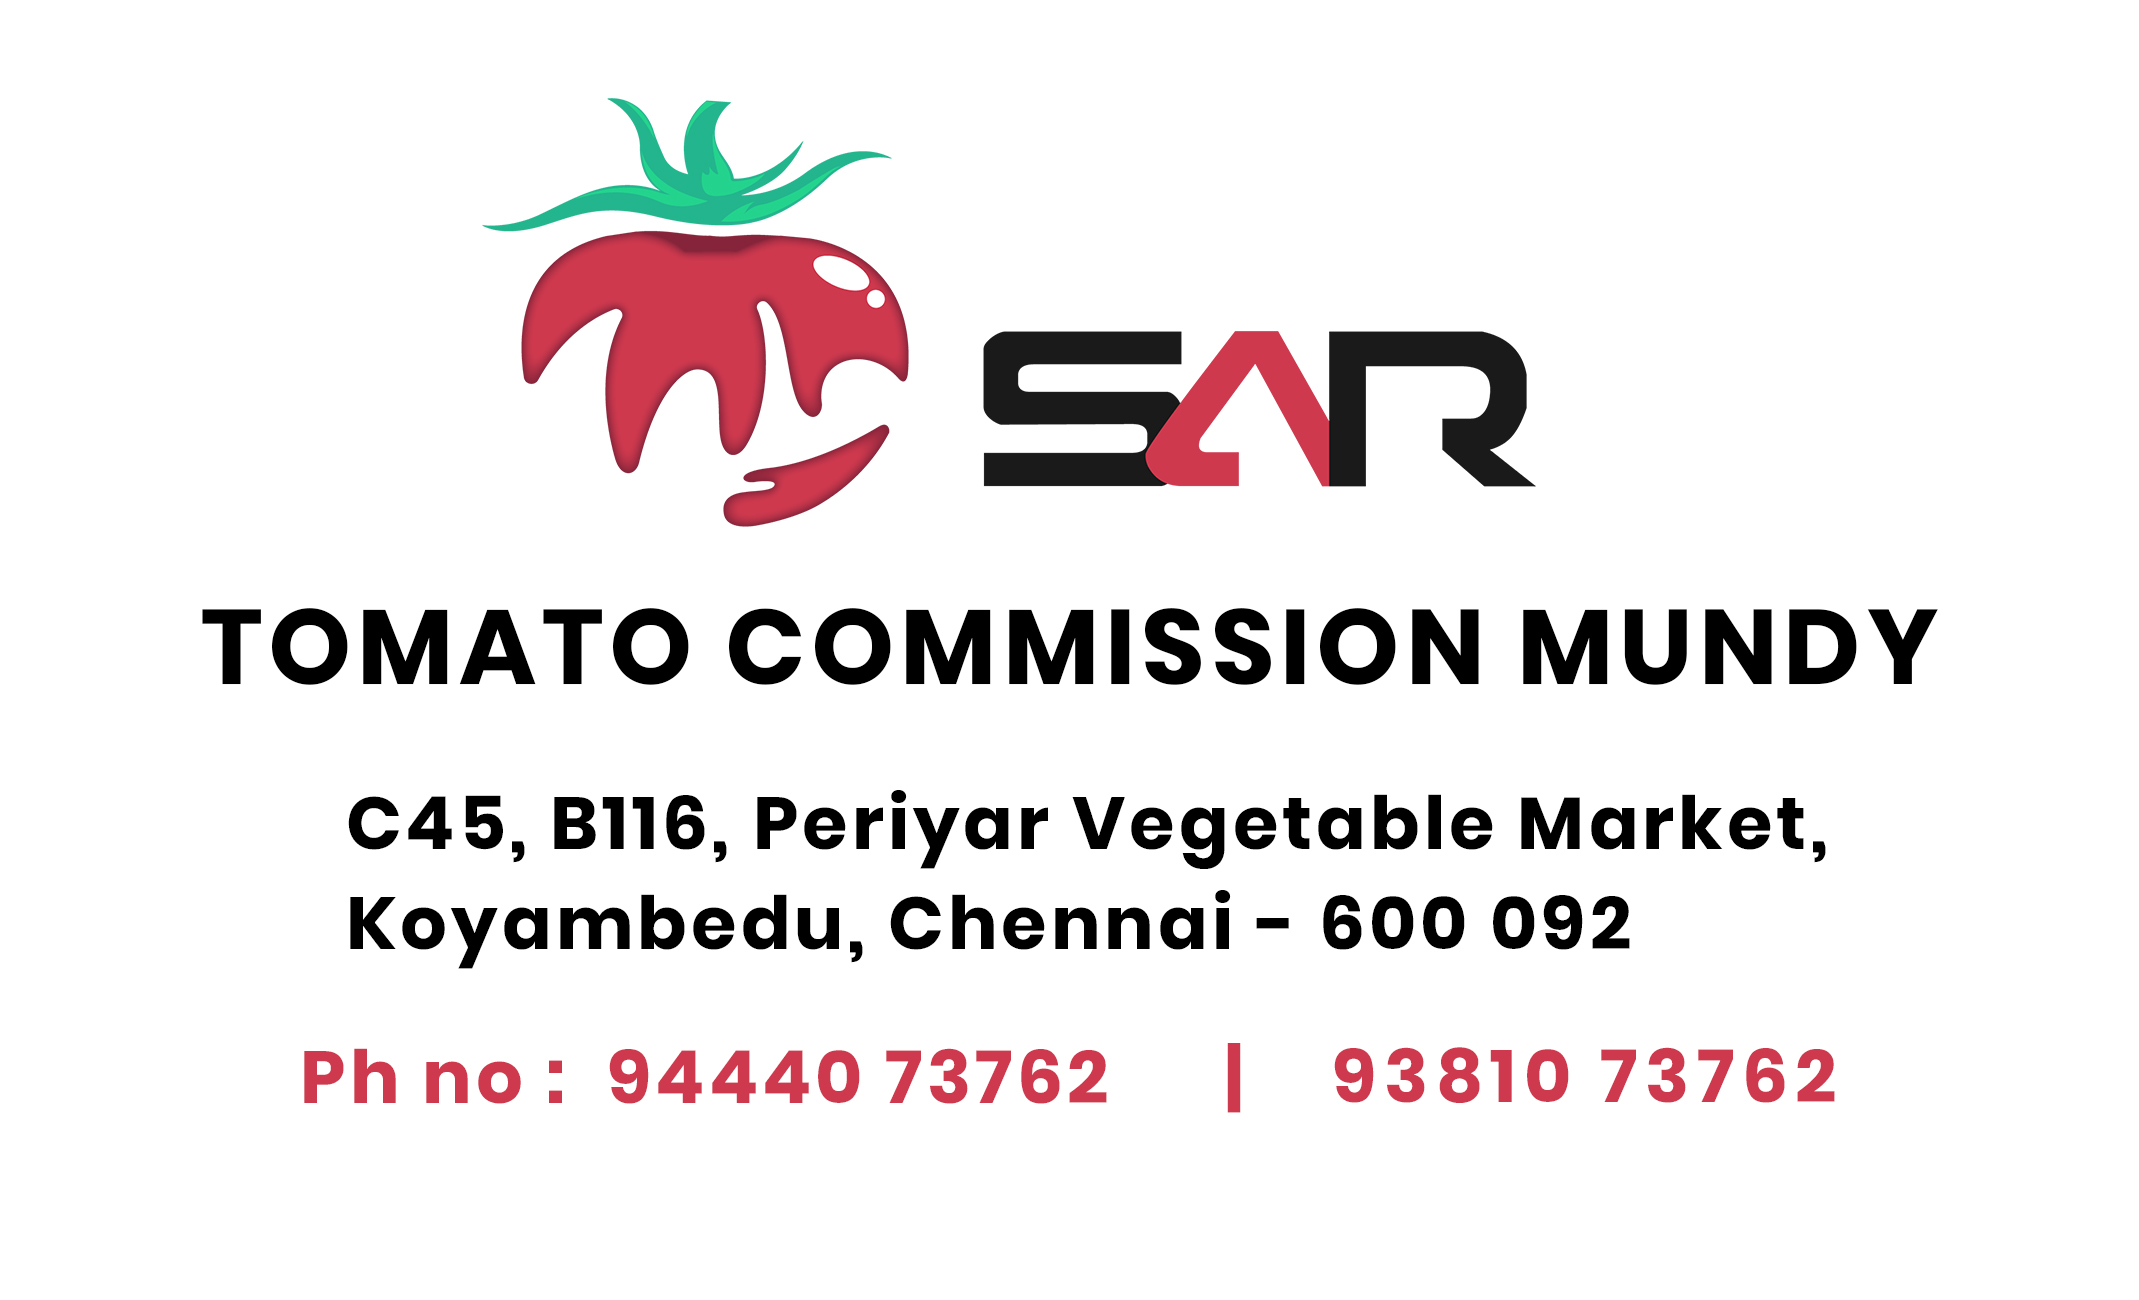 SAR
TOMATO COMMISSION MUNDY
C45, B116, Periyar Vegetable Market,
Koyambedu, Chennai - 600 092
Ph no : 94440 73762 | 93810 73762